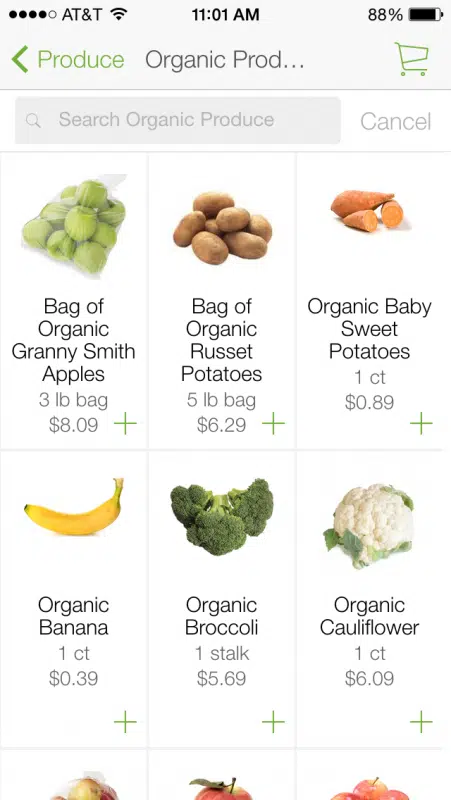 AT&T 11:01 AM 88%
Produce Organic Prod...
Search Organic Produce Cancel
Bag of
Organic
Granny Smith
Apples
3 lb bag
$8.09
Bag of
Organic
Russet
Potatoes
5 lb bag
$6.29
Organic Baby
Sweet
Potatoes
1 ct
$0.89
Organic
Banana
1 ct
$0.39
Organic
Broccoli
1 stalk
$5.69
Organic
Cauliflower
1 ct
$6.09